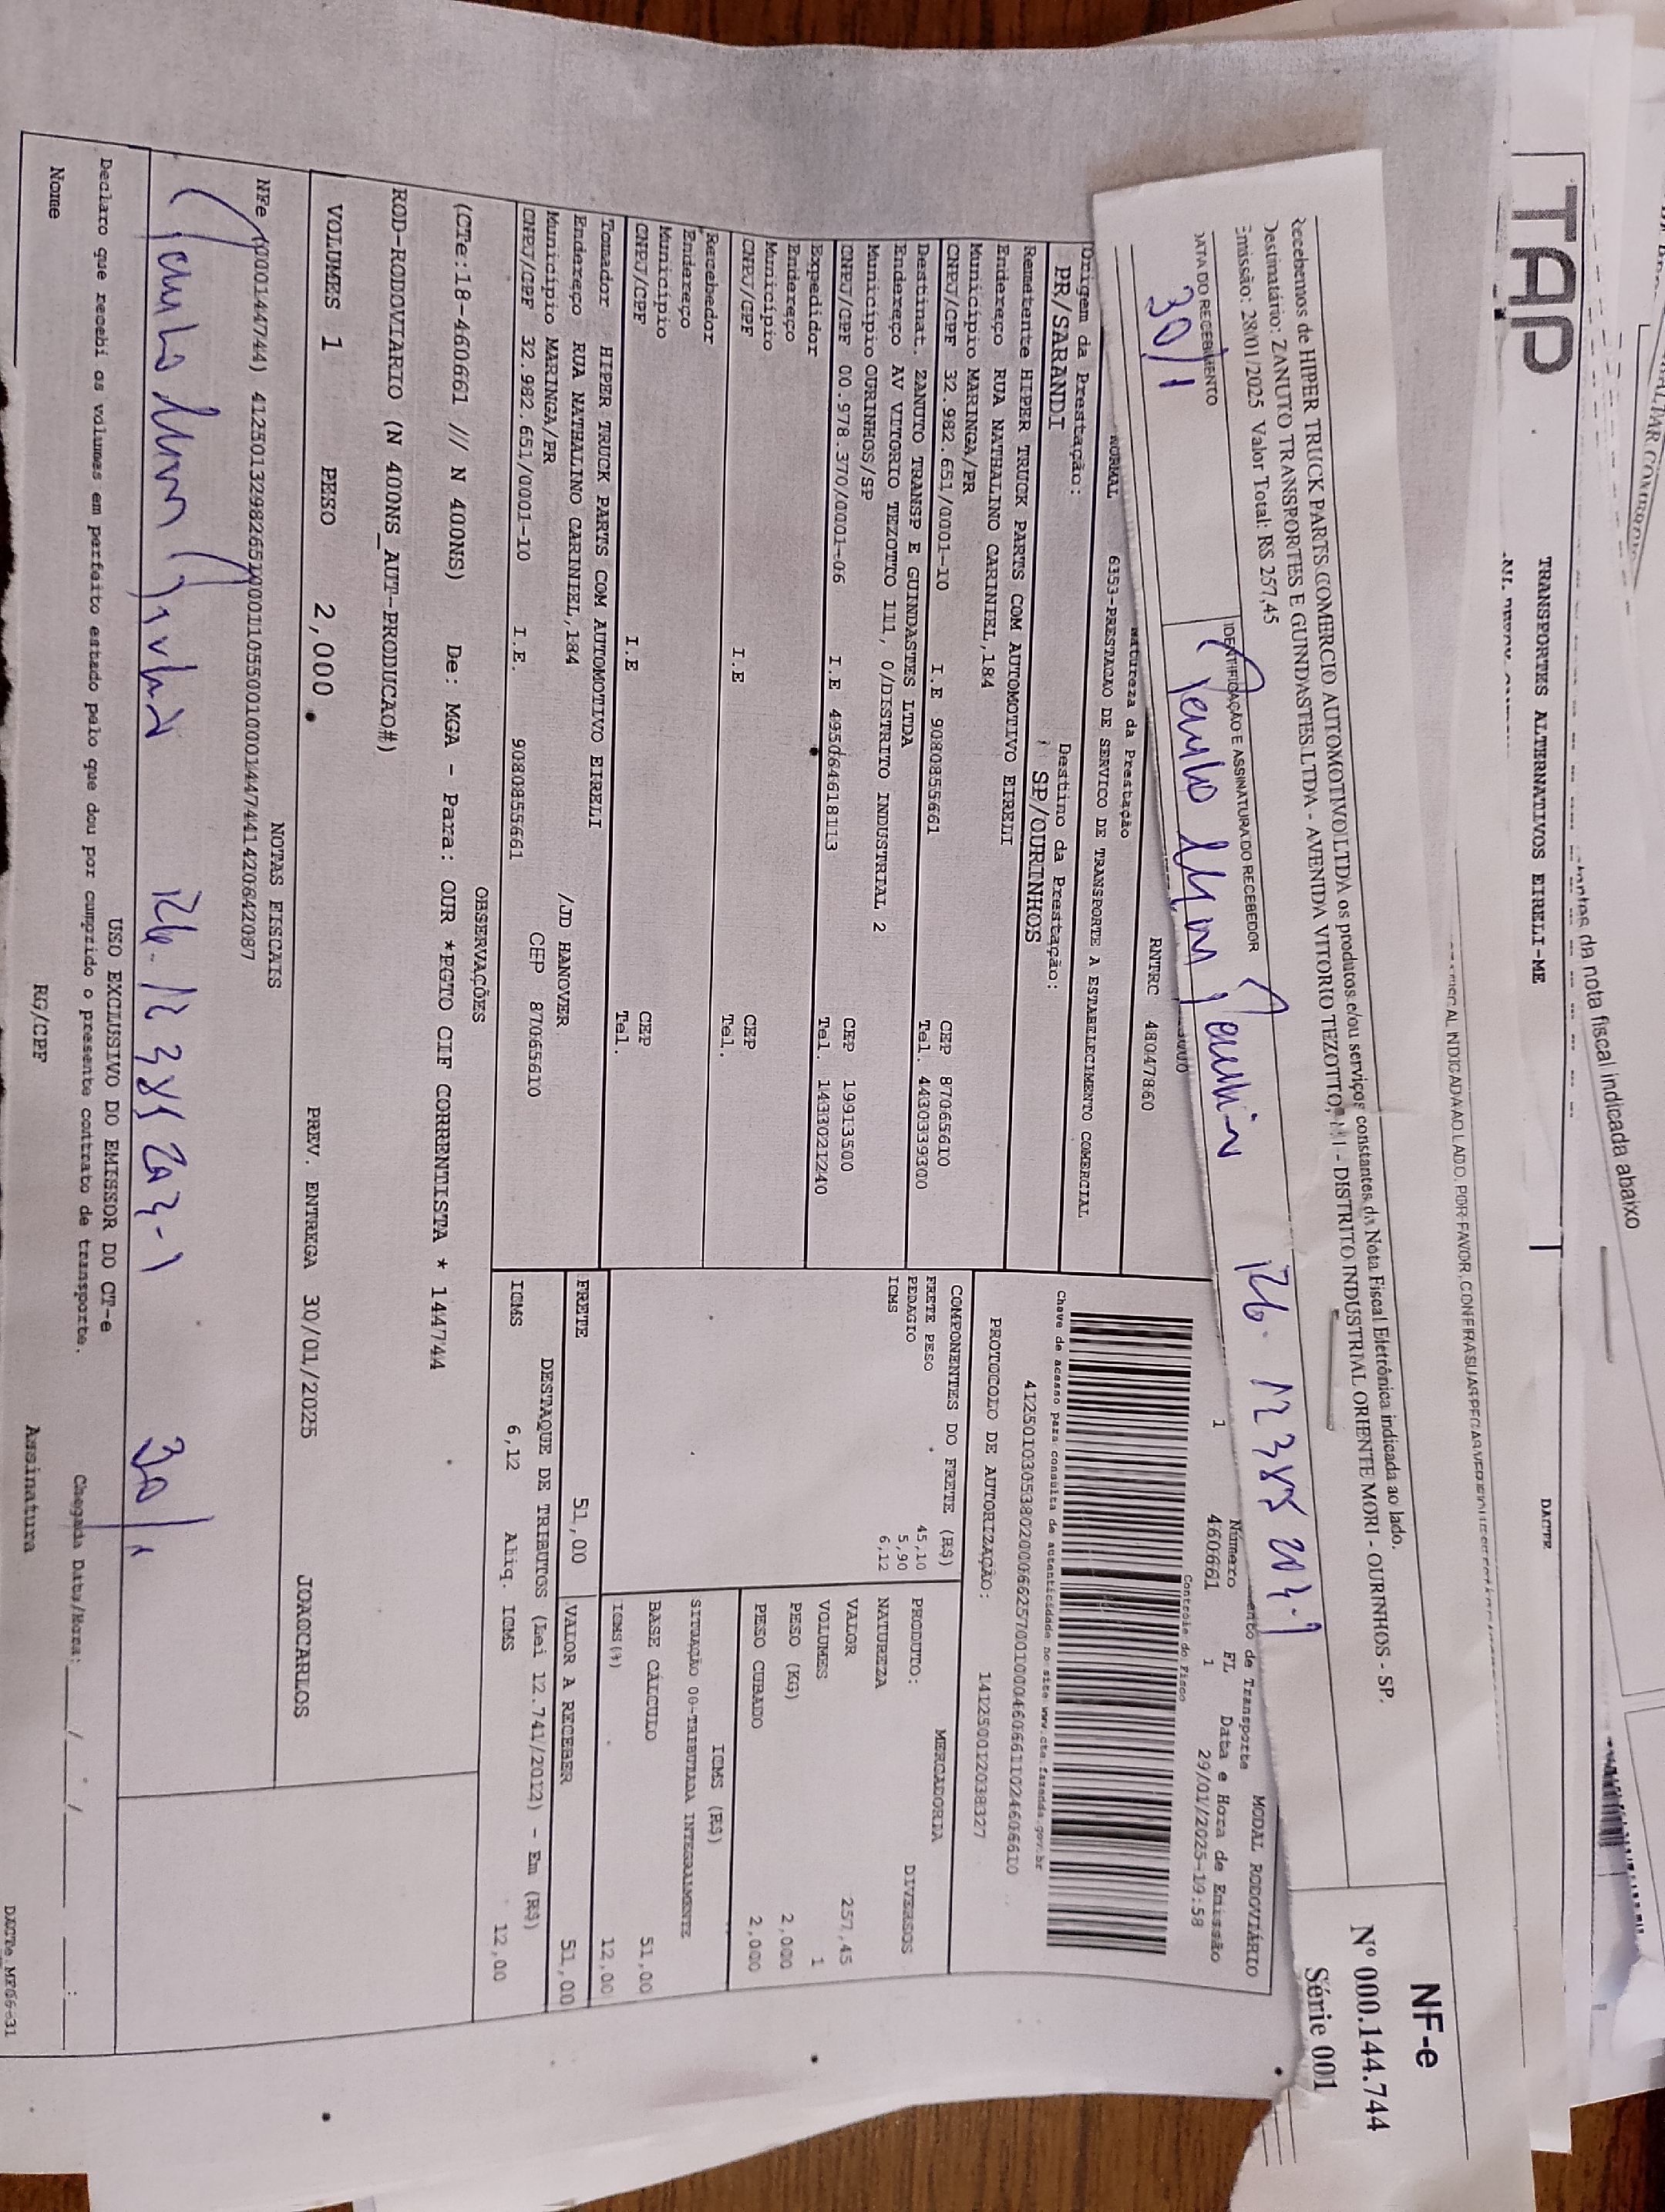 TAP
TRANSPORTES ALTERNATIVOS EIRELI-ME
DACTE
da nota fiscal indicada abaixo
NF-e
Nº 000.144.744
Série 001
Recebemos de HIPER TRUCK PARTS COMERCIO AUTOMOTIVO LTDA os produtos e/ou serviços constantes da Nota Fiscal Eletrônica indicada ao lado.
Destinatário: ZANUTO TRANSPORTES E GUINDASTES LTDA - AVENIDA VITORIO TEZOTTO, - DISTRITO INDUSTRIAL ORIENTE MORI - OURINHOS - SP.
Emissão: 28/01/2025 Valor Total: R$ 257,45
DATA DO RECEBIMENTO
IDENTIFICAÇÃO E ASSINATURA DO RECEBEDOR
30/1
de Transporte MODAL RODOVIÁRIO
1
Número FL Data e Hora de Emissão
460661 1 29/01/2025-19:58
RNTRC 48047860
Controle do Fisco
Natureza da Prestação
NORMAL 6353-PRESTACAO DE SERVICO DE TRANSPORTE A ESTABELECIMENTO COMERCIAL
Chave de acesso para consulta de autenticidade no site www.cte.fazenda.gov.br
Origem da Prestação: Destino da Prestação:
PR/SARANDI SP/OURINHOS
PROTOCOLO DE AUTORIZAÇÃO:
Remetente HIPER TRUCK PARTS COM AUTOMOTIVO EIRELI
Endereço RUA NATHALINO CARNIEL,184
Município MARINGA/PR CEP 87065610
CNPJ/CPF 32.982.651/0001-10 I.E 9080855661 Tel. 4430339300
Destinat. ZANUTO TRANSP E GUINDASTES LTDA
Endereço AV VITORIO TEZOTTO 111, 0/DISTRITO INDUSTRIAL 2
Município OURINHOS/SP CEP 19913500
CNPJ/CPF 00.978.370/0001-06 I.E 495064618113 Tel. 1433021240
Expedidor
Endereço
Município CEP
CNPJ/CPF I.E Tel.
Recebedor
Endereço
Município CEP
CNPJ/CPF I.E Tel.
Tomador HIPER TRUCK PARTS COM AUTOMOTIVO EIRELI
Endereço RUA NATHALINO CARNIEL,184 /JD HANOVER
Município MARINGA/PR CEP 87065610
CNPJ/CPF 32.982.651/0001-10 I.E. 9080855661
COMPONENTES DO FRETE (R$)
FRETE PESO 45,10
PEDAGIO 5,90
ICMS 6,12
MERCADORIA
PRODUTO: DIVERSOS
NATUREZA
VALOR 257,45
VOLUMES 1
PESO (KG) 2,000
PESO CUBADO 2,000
ICMS (R$)
SITUAÇÃO 00-TRIBUTADA INTEGRALMENTE
BASE CÁLCULO 51,00
ICMS(%) 12,00
FRETE 51,00 VALOR A RECEBER 51,00
DESTAQUE DE TRIBUTOS (Lei 12.741/2012) - Em (R$)
ICMS 6,12 Aliq. ICMS: 12,00
OBSERVAÇÕES
(CTe:18-460661 /// N 400NS) De: MGA - Para: OUR *PGTO CIF CORRENTISTA * 144744
ROD-RODOVIARIO (N 400NS_AUT-PRODUCAO#)
VOLUMES 1 PESO 2,000 PREV. ENTREGA 30/01/2025 JOAOCARLOS
NOTAS FISCAIS
NFe (000144744)
30/1
USO EXCLUSIVO DO EMISSOR DO CT-e
Declaro que recebi os volumes em perfeito estado pelo que dou por cumprido o presente contrato de transporte. Chegada Data/Hora: ____/____/____ ____:____
Nome RG/CPF Assinatura